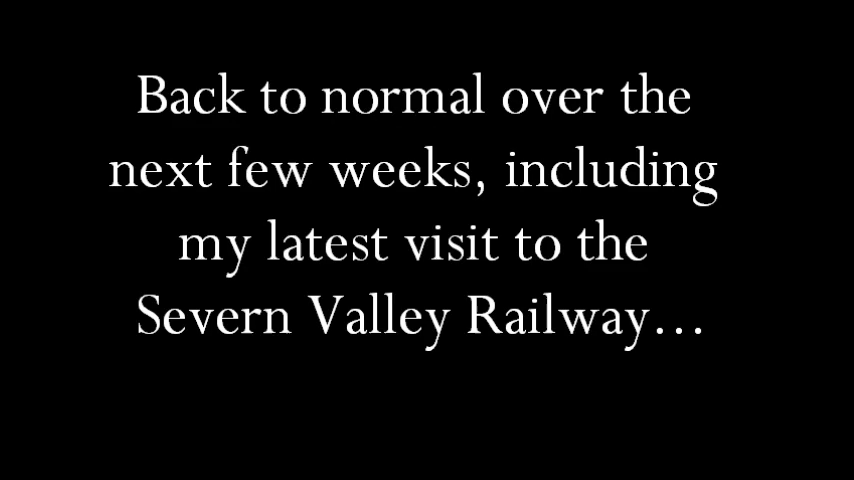 Back to normal over the
next few weeks, including
my latest visit to the
Severn Valley Railway...